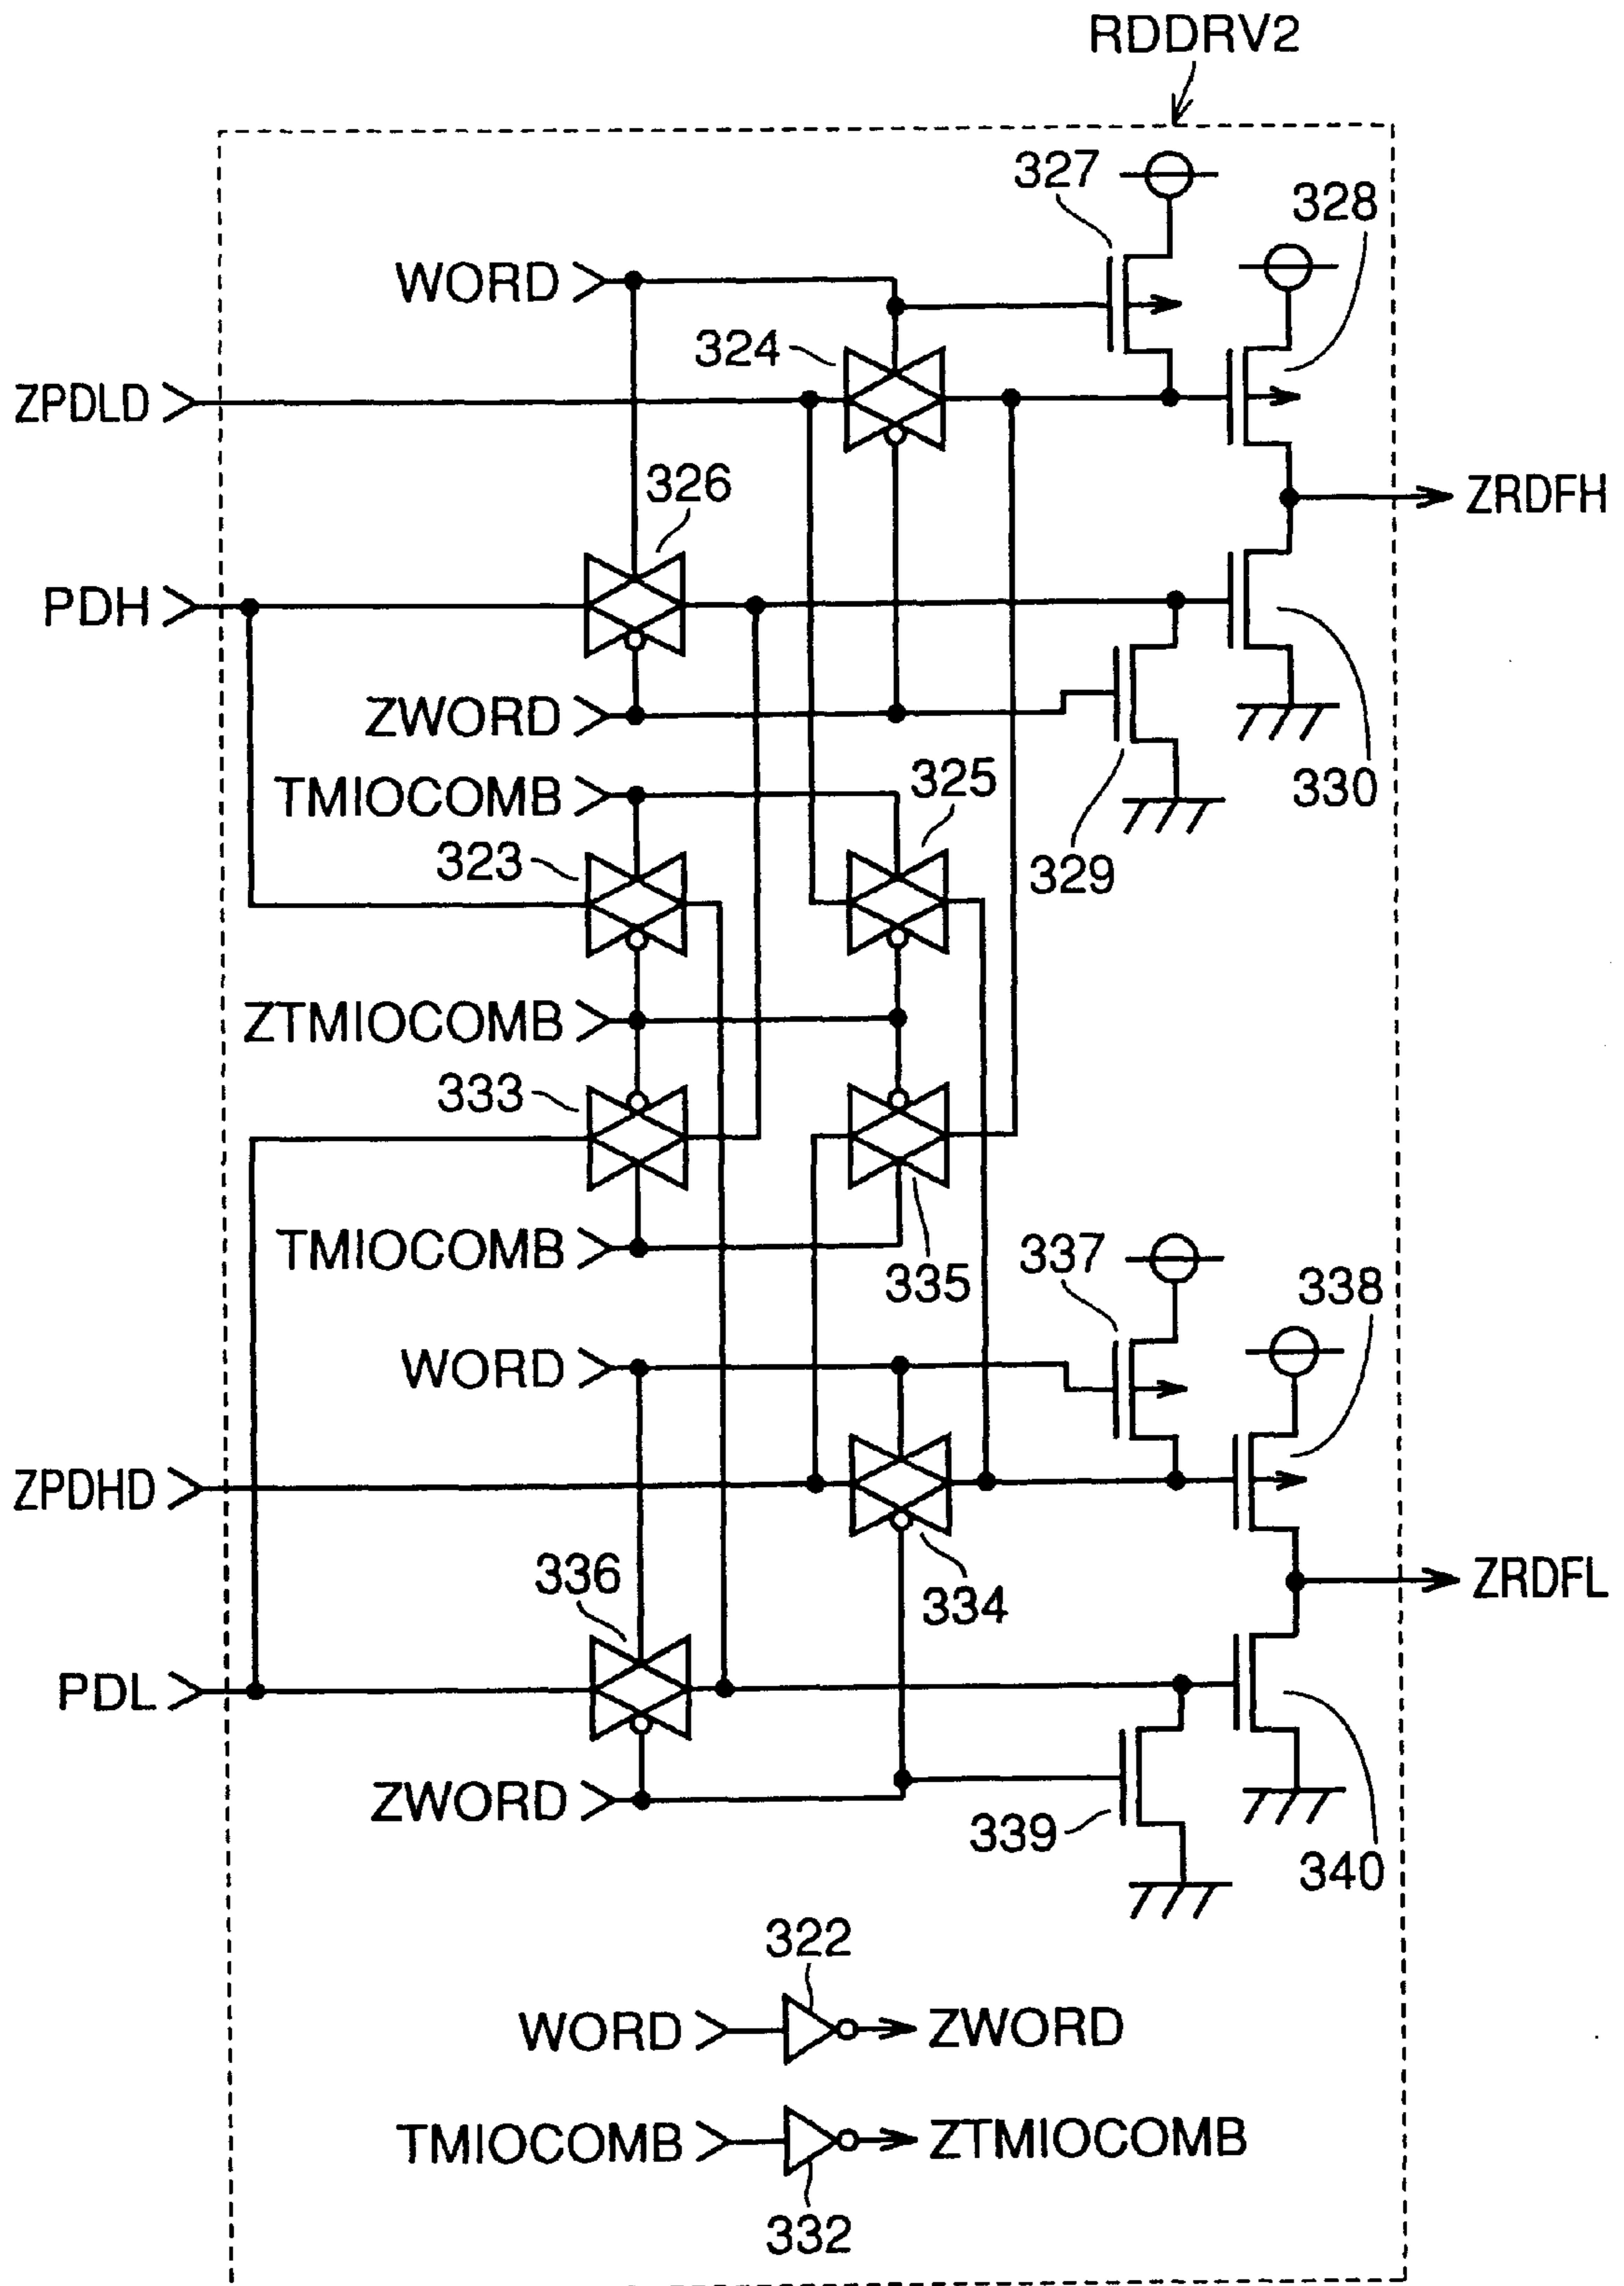 RDDRV2
327
328
WORD
324
ZPDLD
326
ZRDFH
PDH
ZWORD
330
TMIOCOMB
325
323
329
ZTMIOCOMB
333
TMIOCOMB
335
337
338
WORD
ZPDHD
336
334
ZRDFL
PDL
ZWORD
339
340
322
WORD
ZWORD
TMIOCOMB
ZTMIOCOMB
332